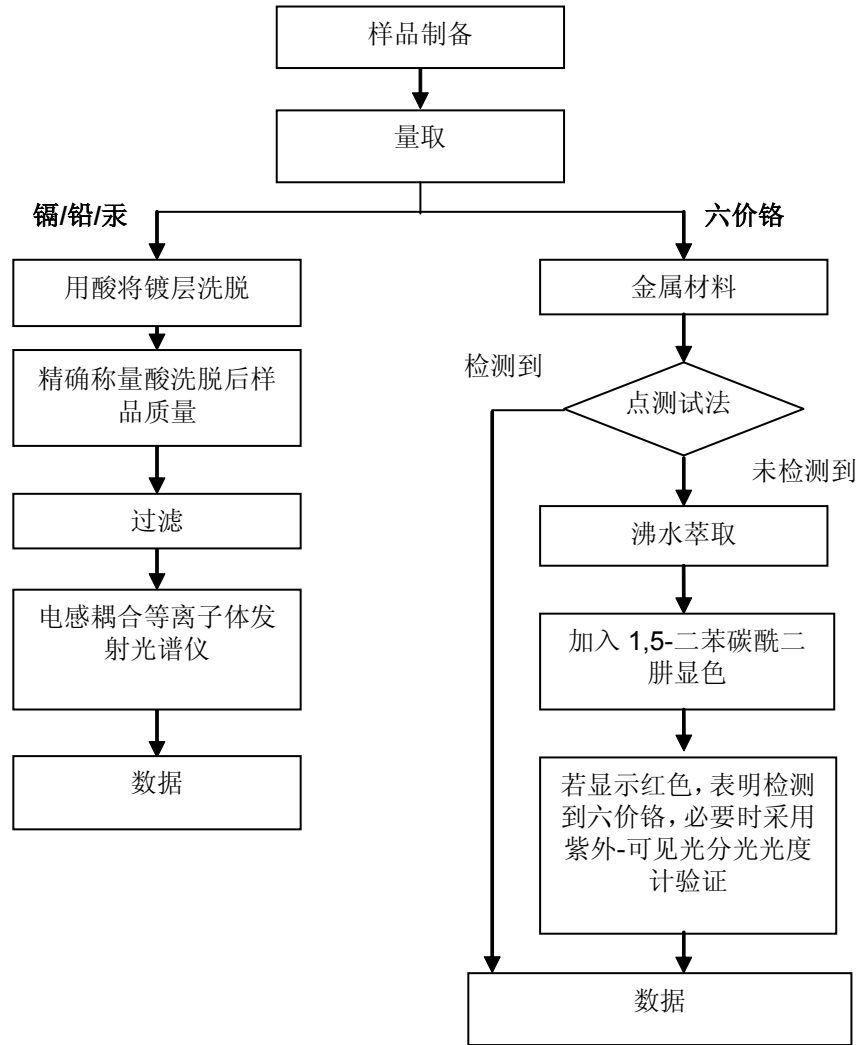 样品制备
量取
镉/铅/汞
六价铬
用酸将镀层洗脱
精确称量酸洗脱后样
品质量
过滤
电感耦合等离子体发
射光谱仪
数据
金属材料
检测到
点测试法
未检测到
沸水萃取
加入 1,5-二苯碳酰二
肼显色
若显示红色，表明检测
到六价铬，必要时采用
紫外-可见光分光光度
计验证
数据